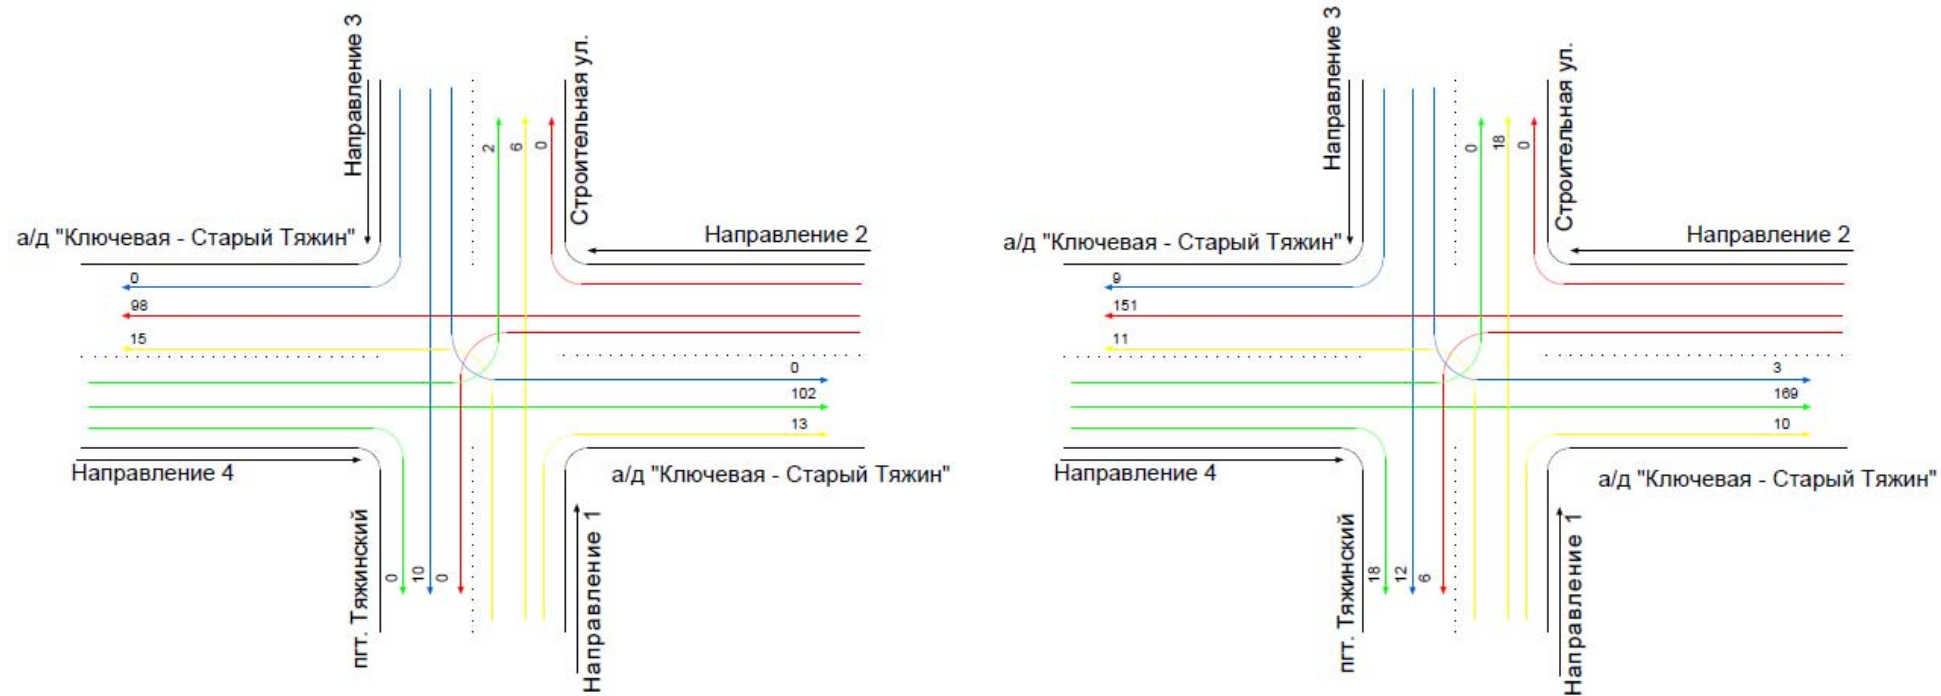 Направление 3
Строительная ул.
2
6
0
а/д "Ключевая - Старый Тяжин"
Направление 2
0
98
15
0
102
13
Направление 4
а/д "Ключевая - Старый Тяжин"
пгт. Тяжинский
0
10
0
Направление 1
Направление 3
Строительная ул.
0
18
0
а/д "Ключевая - Старый Тяжин"
Направление 2
9
151
11
3
169
10
Направление 4
а/д "Ключевая - Старый Тяжин"
пгт. Тяжинский
18
12
6
Направление 1